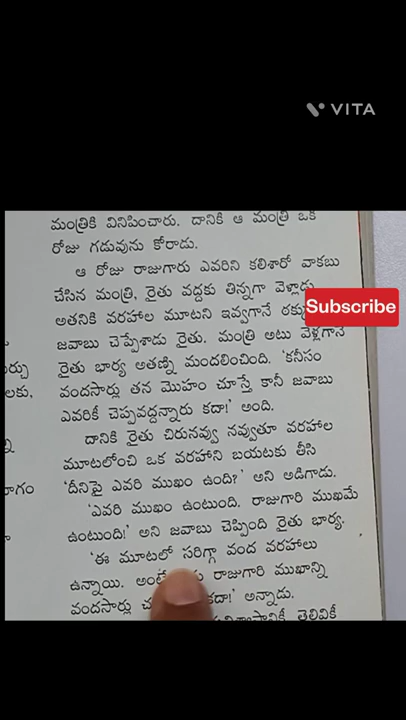 VITA
మంత్రికి వినిపించారు. దానికి ఆ మంత్రి ఒక
రోజు గడువును కోరాడు.
ఆ రోజు రాజుగారు ఎవరిని కలిశారో వాకబు
చేసిన మంత్రి, రైతు వద్దకు తిన్నగా వెళ్లాడు.
Subscribe
అతనికి వరహాల మూటని ఇవ్వగానే
జవాబు చెప్పేశాడు రైతు. మంత్రి అటు వెళ్లగానే
రైతు భార్య అతణ్ని మందలించింది. 'కనీసం
వందసార్లు తన మొహం చూస్తే కానీ జవాబు
ఎవరికీ చెప్పవద్దన్నారు కదా!' అంది.
దానికి రైతు చిరునవ్వు నవ్వుతూ వరహాల
మూటలోంచి ఒక వరహాని బయటకు తీసి
'దీనిపై ఎవరి ముఖం ఉంది?' అని అడిగాడు.
'ఎవరి ముఖం ఉంటుంది. రాజుగారి ముఖమే
ఉంటుంది!' అని జవాబు చెప్పింది రైతు భార్య.
'ఈ మూటలో సరిగ్గా వంద వరహాలు
ఉన్నాయి. రాజుగారి ముఖాన్ని
వందసార్లు కదా!' అన్నాడు.
తెలివికీ